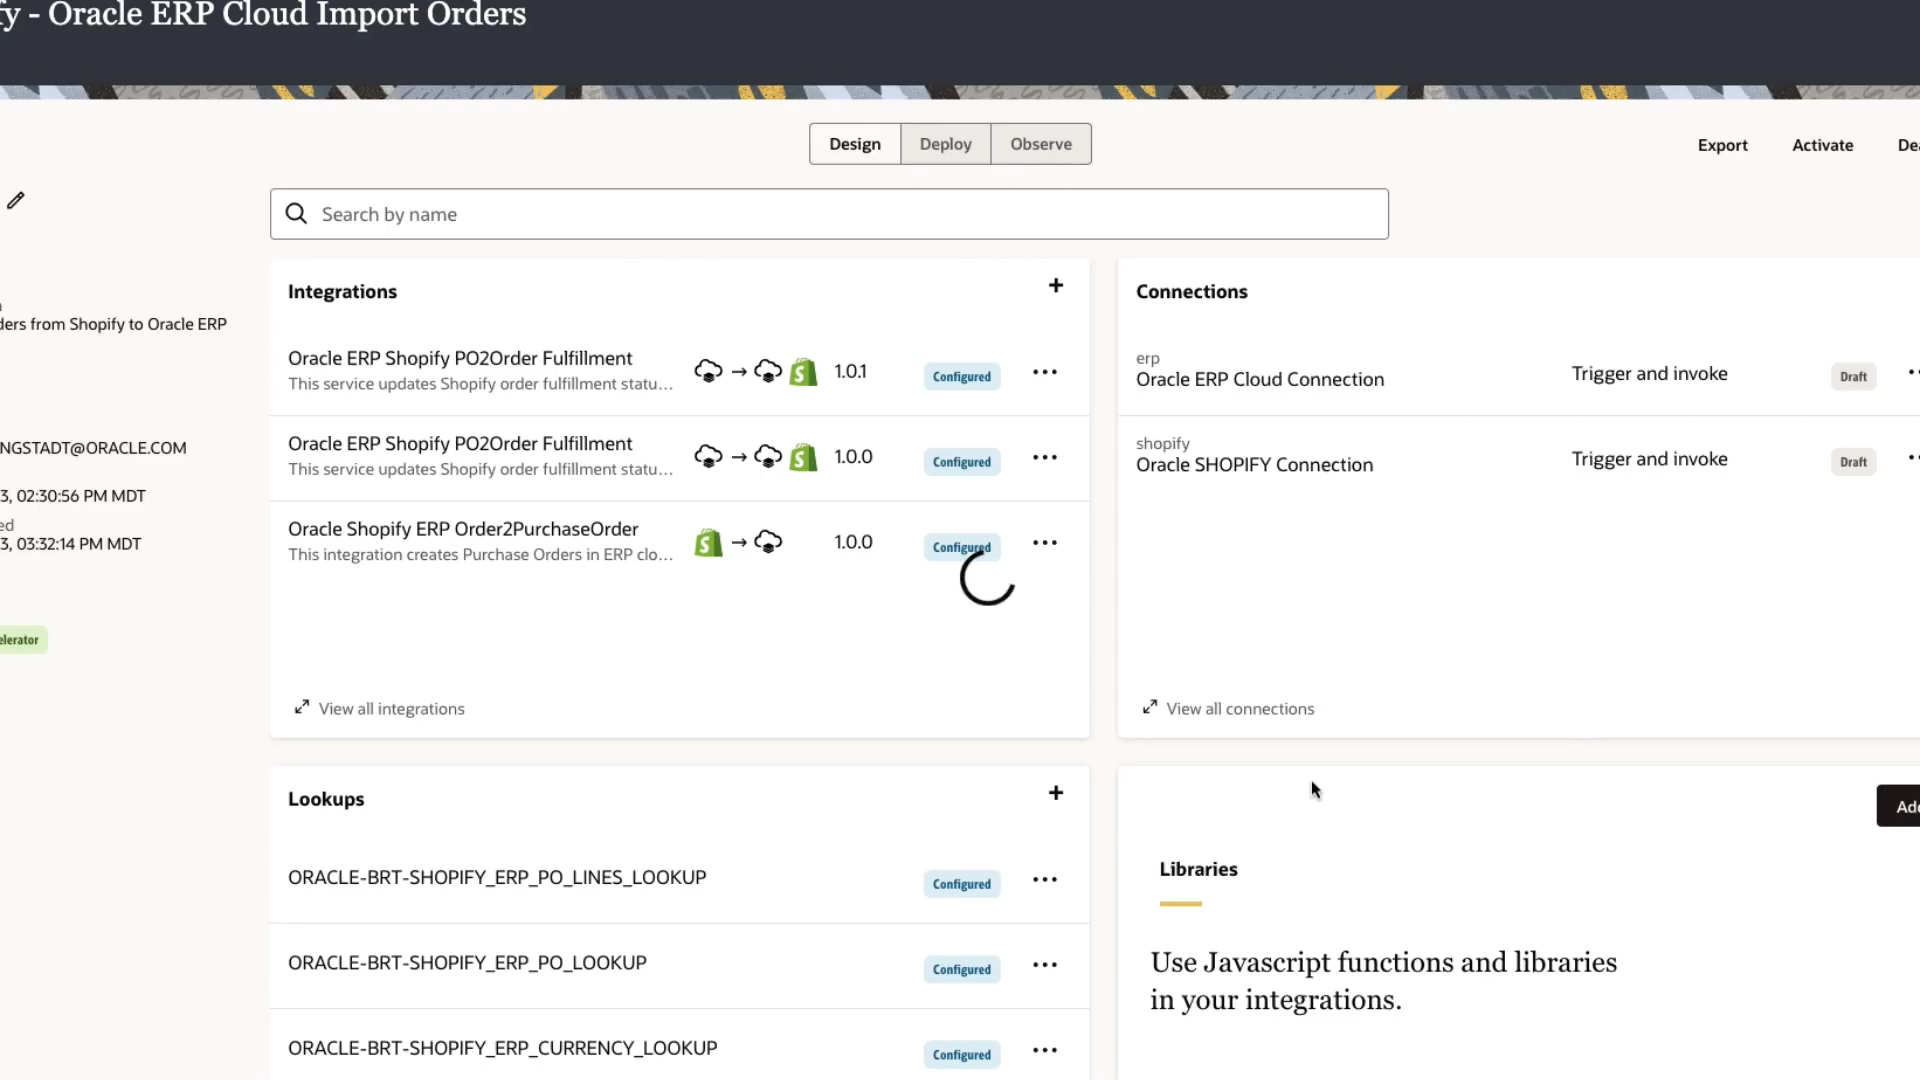 fy - Oracle ERP Cloud Import Orders
Design
Deploy
Observe
Export
Activate
Search by name
ders from Shopify to Oracle ERP
NGSTADT@ORACLE.COM
3, 02:30:56 PM MDT
ed
3, 03:32:14 PM MDT
elerator
Integrations
Oracle ERP Shopify PO2Order Fulfillment
This service updates Shopify order fulfillment statu...
1.0.1
Configured
Oracle ERP Shopify PO2Order Fulfillment
This service updates Shopify order fulfillment statu...
1.0.0
Configured
Oracle Shopify ERP Order2PurchaseOrder
This integration creates Purchase Orders in ERP clo...
1.0.0
Configured
View all integrations
Connections
erp
Oracle ERP Cloud Connection
Trigger and invoke
Draft
shopify
Oracle SHOPIFY Connection
Trigger and invoke
Draft
View all connections
Lookups
ORACLE-BRT-SHOPIFY_ERP_PO_LINES_LOOKUP
Configured
ORACLE-BRT-SHOPIFY_ERP_PO_LOOKUP
Configured
ORACLE-BRT-SHOPIFY_ERP_CURRENCY_LOOKUP
Configured
Libraries
Use Javascript functions and libraries
in your integrations.